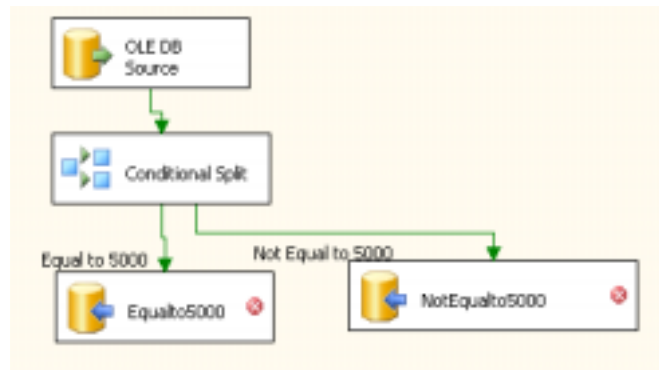 OLE DB
Source
Conditional Split
Equal to 5000
Not Equal to 5000
Equalto5000
NotEqualto5000